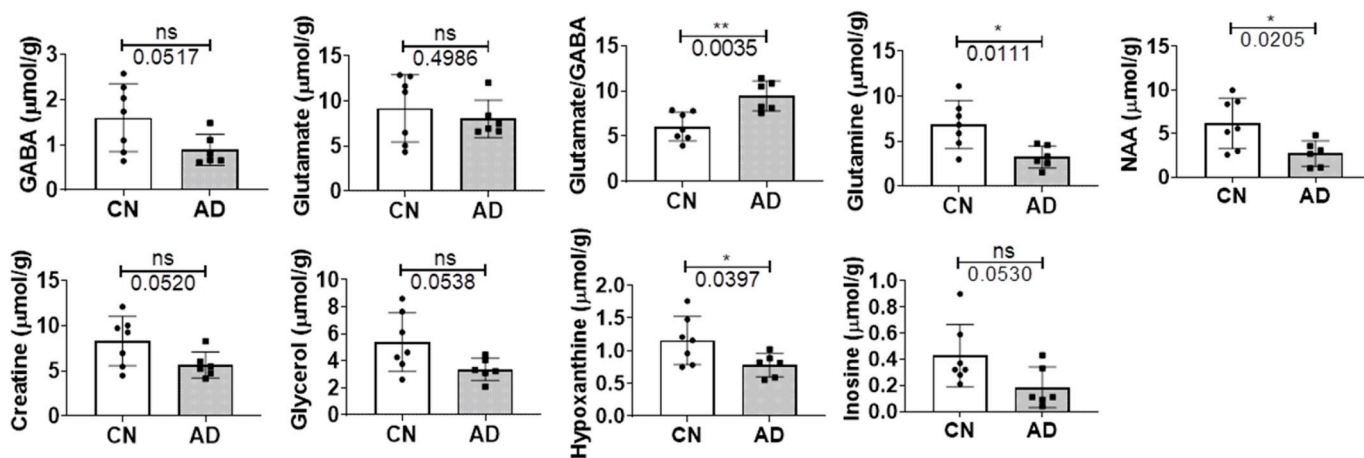 GABA (μmol/g)
3
2
1
0
ns
0.0517
CN AD
Glutamate (μmol/g)
15
10
5
0
ns
0.4986
CN AD
Glutamate/GABA
15
10
5
0
**
0.0035
CN AD
Glutamine (μmol/g)
15
10
5
0
*
0.0111
CN AD
NAA (μmol/g)
15
10
5
0
*
0.0205
CN AD
Creatine (μmol/g)
15
10
5
0
ns
0.0520
CN AD
Glycerol (μmol/g)
10
8
6
4
2
0
ns
0.0538
CN AD
Hypoxanthine (μmol/g)
2.0
1.5
1.0
0.5
0.0
*
0.0397
CN AD
Inosine (μmol/g)
1.0
0.8
0.6
0.4
0.2
0.0
ns
0.0530
CN AD